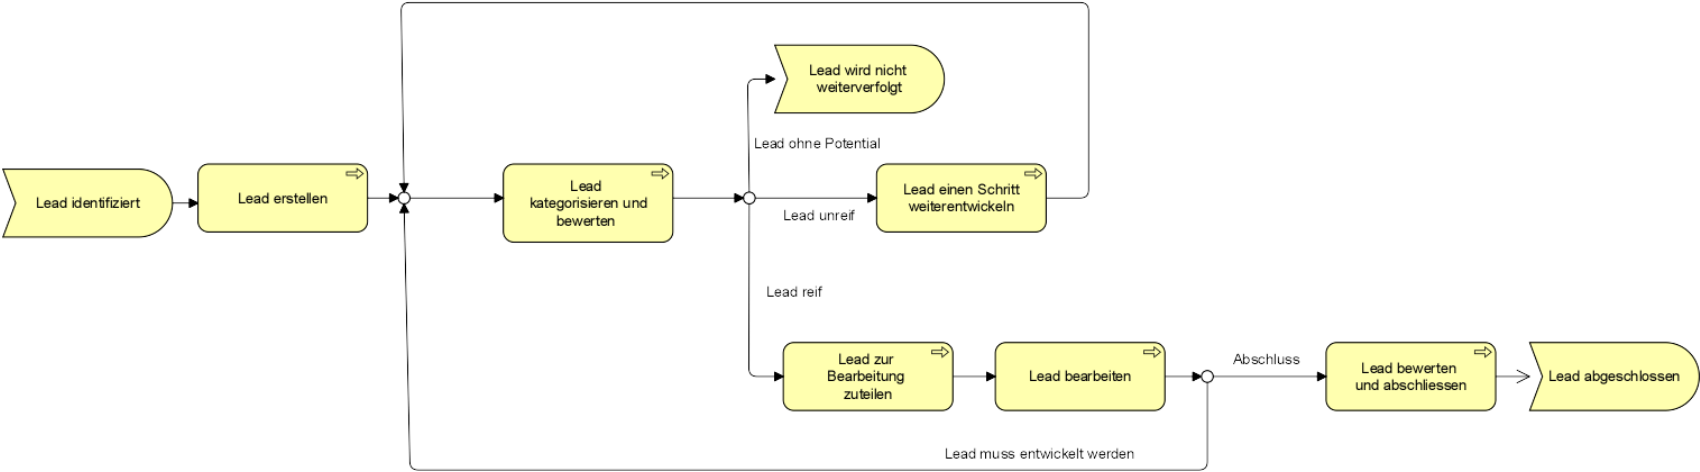 Lead wird nicht
weiterverfolgt
Lead ohne Potential
Lead identifiziert
Lead erstellen
Lead
kategorisieren und
bewerten
Lead unreif
Lead einen Schritt
weiterentwickeln
Lead reif
Lead zur
Bearbeitung
zuteilen
Lead bearbeiten
Abschluss
Lead bewerten
und abschliessen
Lead abgeschlossen
Lead muss entwickelt werden